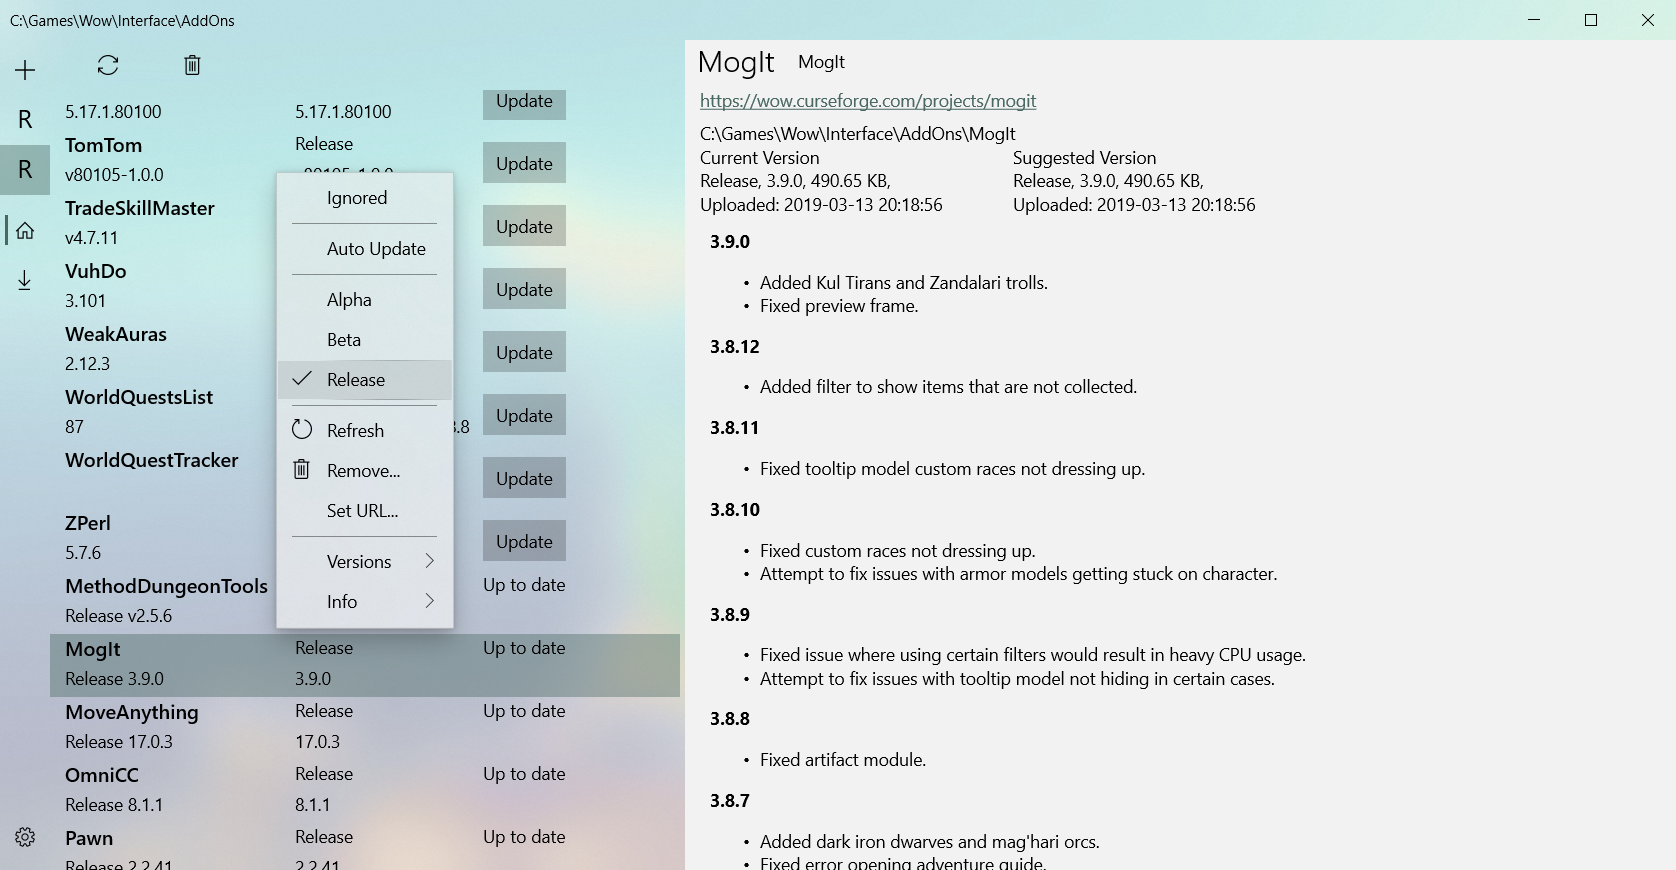 C:\Games\Wow\Interface\AddOns
R
R
5.17.1.80100 5.17.1.80100 Update
TomTom Release
v80105-1.0.0 Update
TradeSkillMaster
v4.7.11 Update
VuhDo
3.101 Update
WeakAuras
2.12.3 Update
WorldQuestsList
87 8.8 Update
WorldQuestTracker
Update
ZPerl
5.7.6 Update
MethodDungeonTools Up to date
Release v2.5.6
MogIt Release Up to date
Release 3.9.0 3.9.0
MoveAnything Release Up to date
Release 17.0.3 17.0.3
OmniCC Release Up to date
Release 8.1.1 8.1.1
Pawn Release Up to date
Release 2.2.41 2.2.41
Ignored
Auto Update
Alpha
Beta
Release
Refresh
Remove...
Set URL...
Versions
Info
MogIt MogIt
https://wow.curseforge.com/projects/mogit
C:\Games\Wow\Interface\AddOns\MogIt
Current Version Suggested Version
Release, 3.9.0, 490.65 KB, Release, 3.9.0, 490.65 KB,
Uploaded: 2019-03-13 20:18:56 Uploaded: 2019-03-13 20:18:56
3.9.0
• Added Kul Tirans and Zandalari trolls.
• Fixed preview frame.
3.8.12
• Added filter to show items that are not collected.
3.8.11
• Fixed tooltip model custom races not dressing up.
3.8.10
• Fixed custom races not dressing up.
• Attempt to fix issues with armor models getting stuck on character.
3.8.9
• Fixed issue where using certain filters would result in heavy CPU usage.
• Attempt to fix issues with tooltip model not hiding in certain cases.
3.8.8
• Fixed artifact module.
3.8.7
• Added dark iron dwarves and mag'hari orcs.
• Fixed error opening adventure guide.